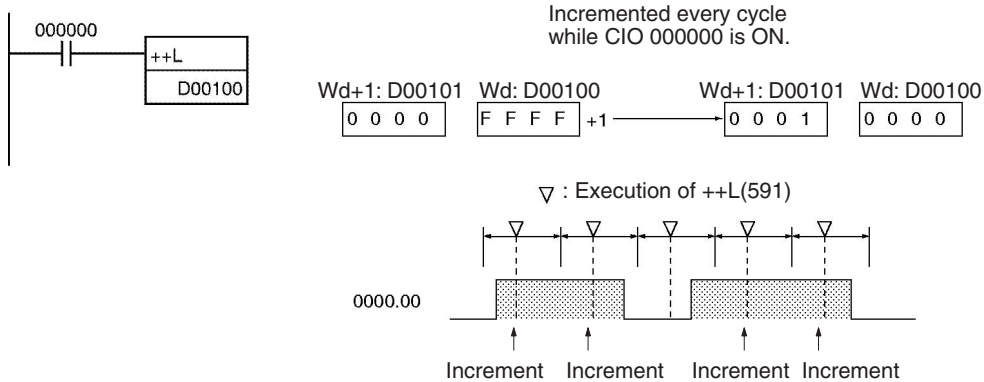 000000
++L
D00100
Incremented every cycle
while CIO 000000 is ON.
Wd+1: D00101 Wd: D00100 Wd+1: D00101 Wd: D00100
0 0 0 0 F F F F +1 0 0 0 1 0 0 0 0
: Execution of ++L(591)
0000.00
Increment Increment Increment Increment